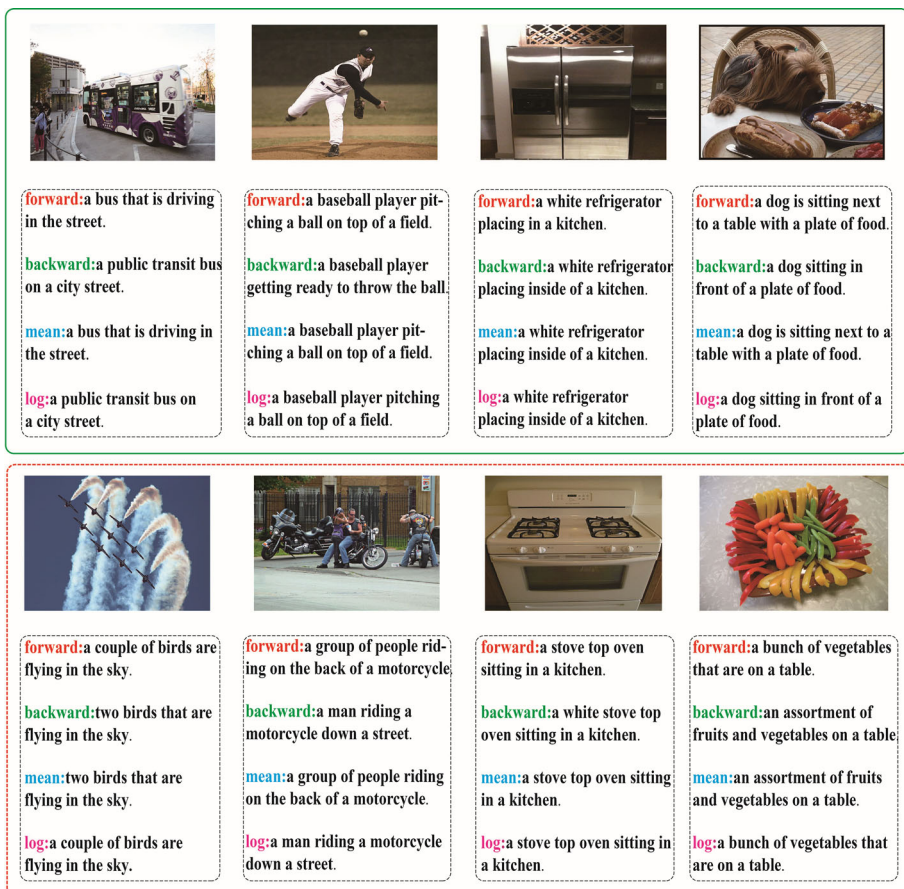 forward:a bus that is driving
in the street.
backward:a public transit bus
on a city street.
mean:a bus that is driving in
the street.
log:a public transit bus on
a city street.
forward:a baseball player pit-
ching a ball on top of a field.
backward:a baseball player
getting ready to throw the ball.
mean:a baseball player pit-
ching a ball on top of a field.
log:a baseball player pitching
a ball on top of a field.
forward:a white refrigerator
placing in a kitchen.
backward:a white refrigerator
placing inside of a kitchen.
mean:a white refrigerator
placing inside of a kitchen.
log:a white refrigerator
placing inside of a kitchen.
forward:a dog is sitting next
to a table with a plate of food.
backward:a dog sitting in
front of a plate of food.
mean:a dog is sitting next to a
table with a plate of food.
log:a dog sitting in front of a
plate of food.
forward:a couple of birds are
flying in the sky.
backward:two birds that are
flying in the sky.
mean:two birds that are
flying in the sky.
log:a couple of birds are
flying in the sky.
forward:a group of people rid-
ing on the back of a motorcycle.
backward:a man riding a
motorcycle down a street.
mean:a group of people riding
on the back of a motorcycle.
log:a man riding a motorcycle
down a street.
forward:a stove top oven
sitting in a kitchen.
backward:a white stove top
oven sitting in a kitchen.
mean:a stove top oven sitting
in a kitchen.
log:a stove top oven sitting in
a kitchen.
forward:a bunch of vegetables
that are on a table.
backward:an assortment of
fruits and vegetables on a table.
mean:an assortment of fruits
and vegetables on a table.
log:a bunch of vegetables that
are on a table.